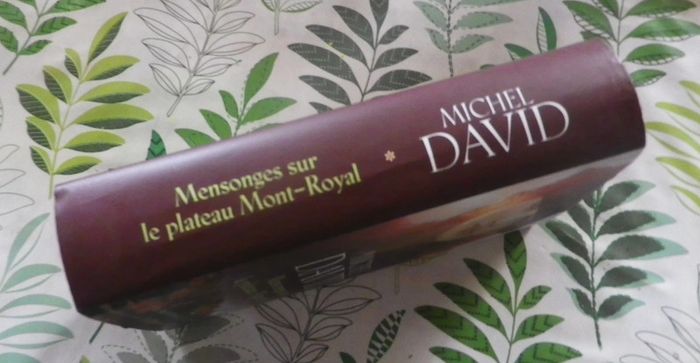 Mensonges sur
le plateau Mont-Royal
*
MICHEL
DAVID